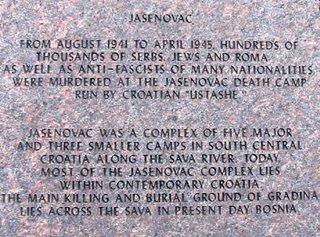 JASENOVAC
FROM AUGUST 1941 TO APRIL 1945, HUNDREDS OF
THOUSANDS OF SERBS, JEWS AND ROMA,
AS WELL AS ANTI-FASCISTS OF MANY NATIONALITIES,
WERE MURDERED AT THE JASENOVAC DEATH CAMP
RUN BY CROATIAN "USTASHE".
JASENOVAC WAS A COMPLEX OF FIVE MAJOR
AND THREE SMALLER CAMPS IN SOUTH CENTRAL
CROATIA ALONG THE SAVA RIVER. TODAY,
MOST OF THE JASENOVAC COMPLEX LIES
WITHIN CONTEMPORARY CROATIA.
THE MAIN KILLING AND BURIAL GROUND OF GRADINA
LIES ACROSS THE SAVA IN PRESENT DAY BOSNIA.